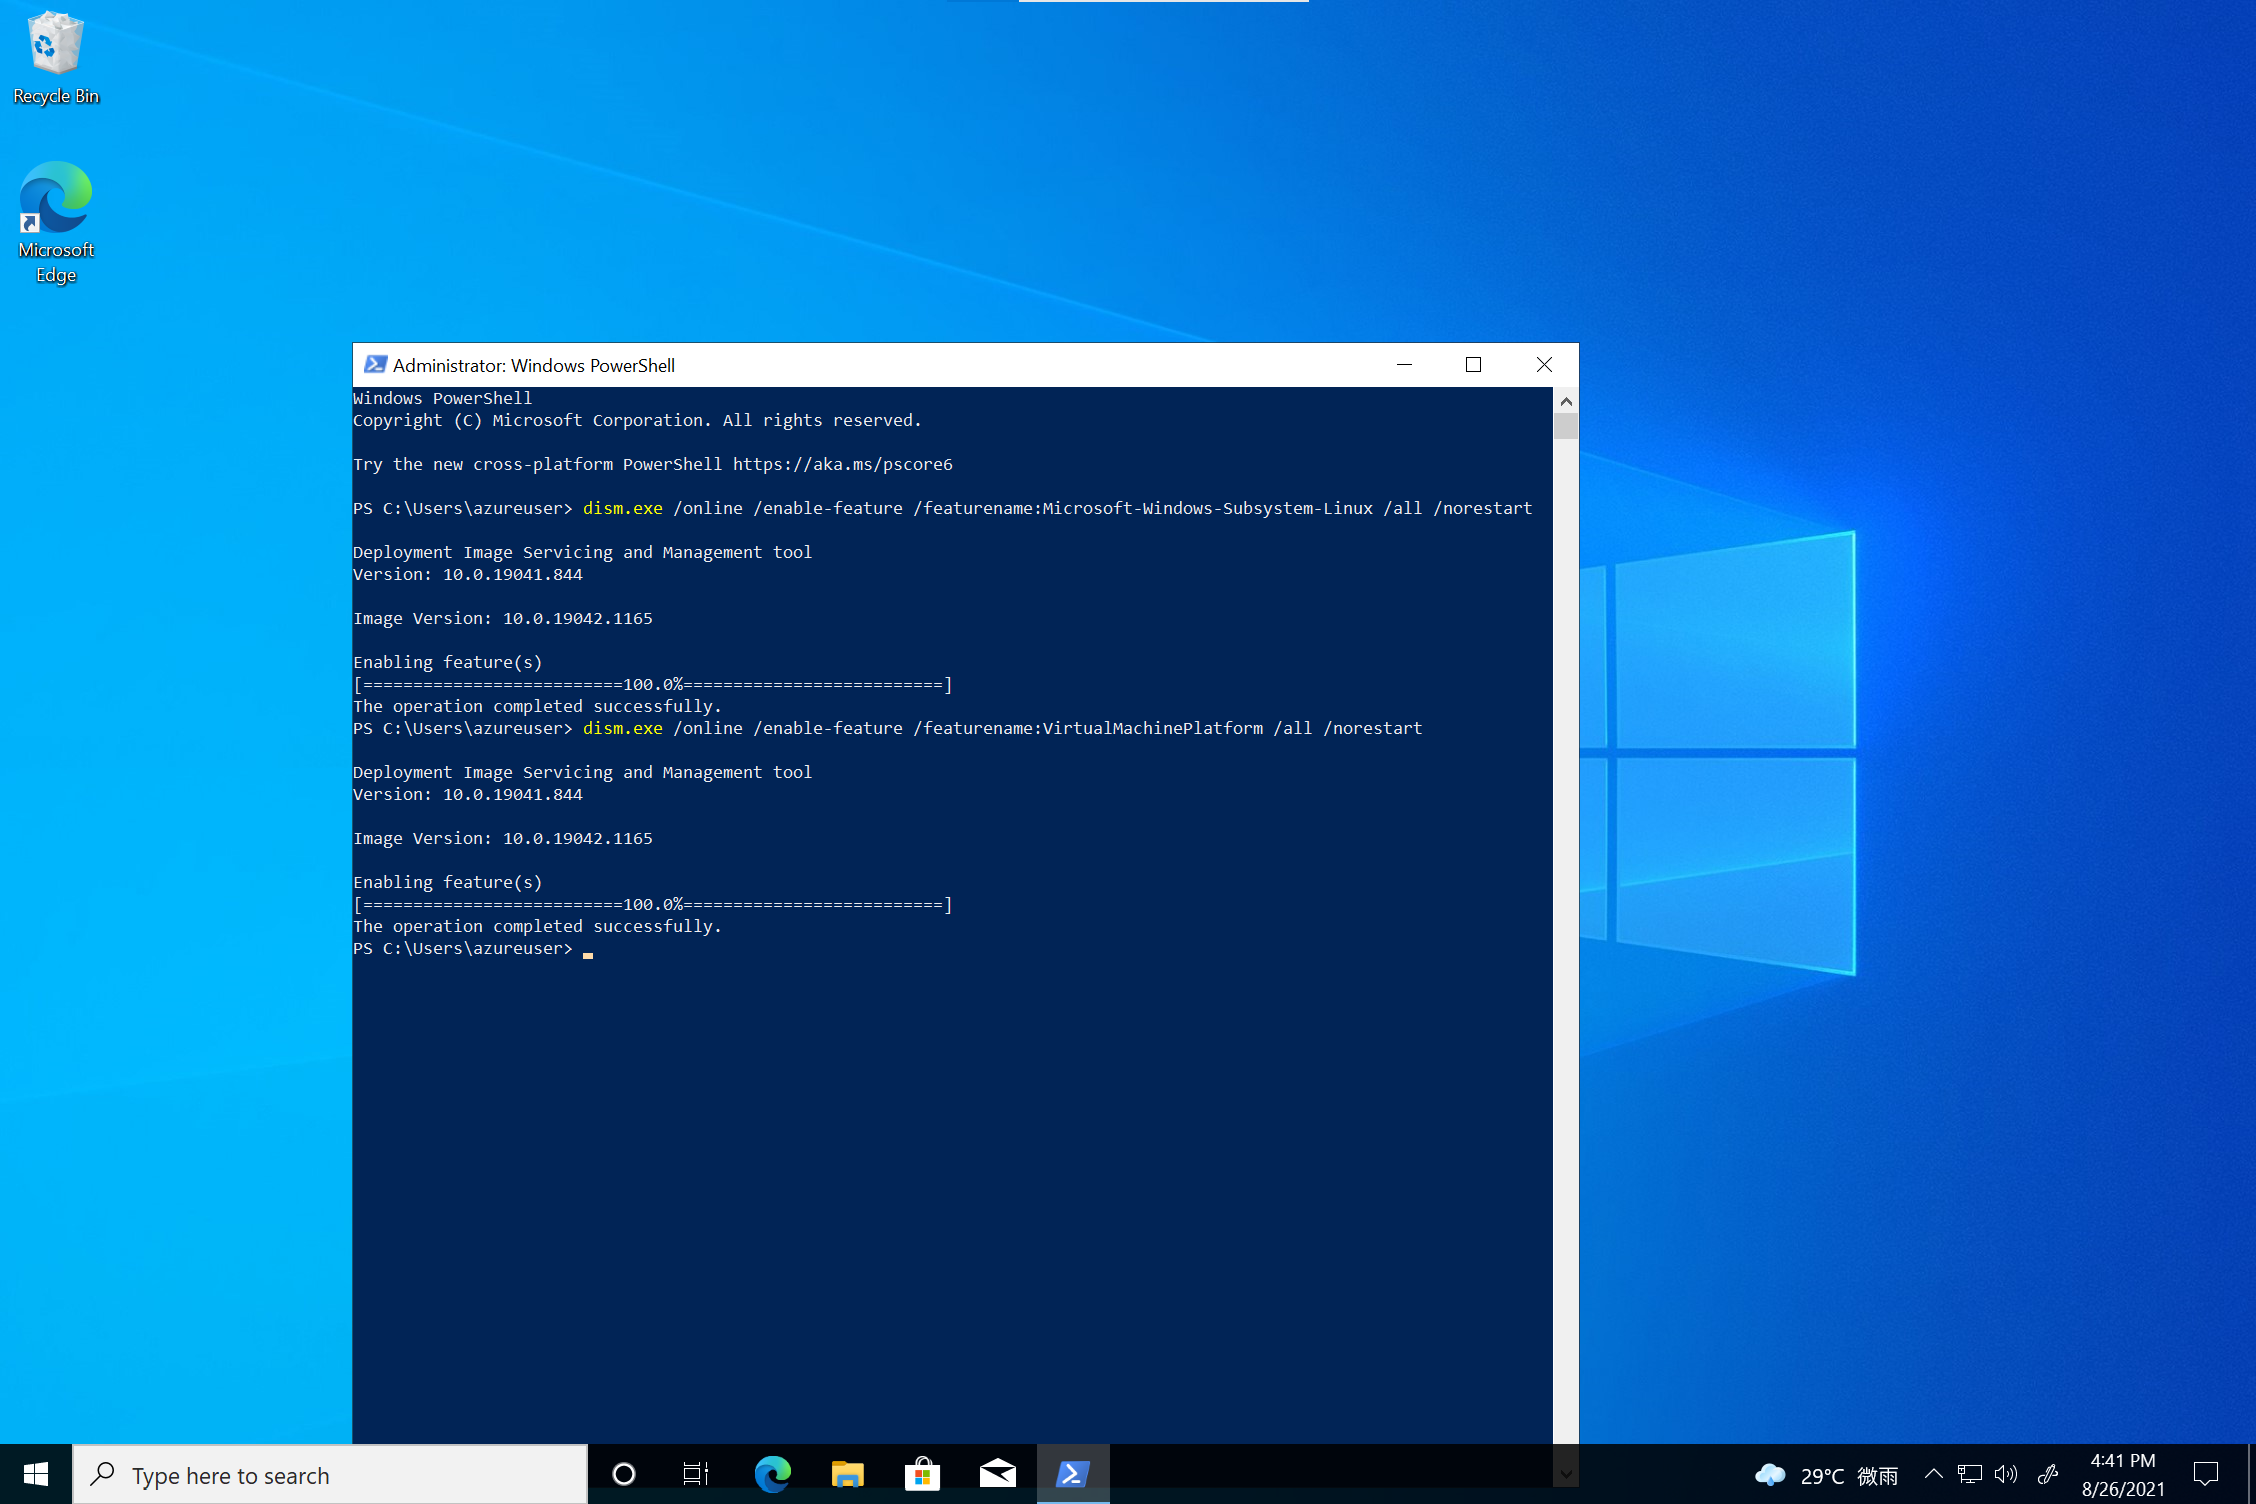 Recycle Bin
Microsoft
Edge
Administrator: Windows PowerShell
Windows PowerShell
Copyright (C) Microsoft Corporation. All rights reserved.
Try the new cross-platform PowerShell https://aka.ms/pscore6
PS C:\Users\azureuser> dism.exe /online /enable-feature /featurename:Microsoft-Windows-Subsystem-Linux /all /norestart
Deployment Image Servicing and Management tool
Version: 10.0.19041.844
Image Version: 10.0.19042.1165
Enabling feature(s)
[==========================100.0%==========================]
The operation completed successfully.
PS C:\Users\azureuser> dism.exe /online /enable-feature /featurename:VirtualMachinePlatform /all /norestart
Deployment Image Servicing and Management tool
Version: 10.0.19041.844
Image Version: 10.0.19042.1165
Enabling feature(s)
[==========================100.0%==========================]
The operation completed successfully.
PS C:\Users\azureuser>
Type here to search
29°C 微雨
4:41 PM
8/26/2021